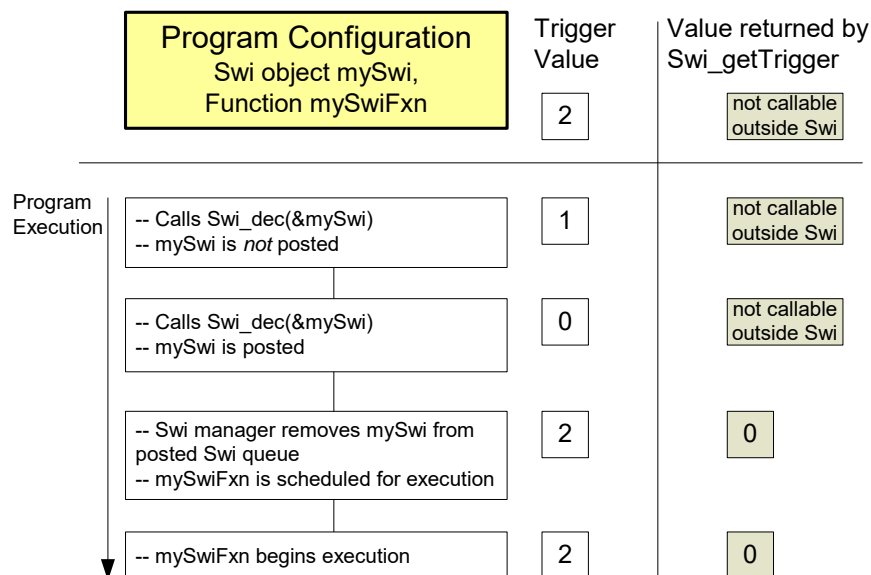 Program Configuration
Swi object mySwi,
Function mySwiFxn
Trigger
Value
Value returned by
Swi_getTrigger
2
not callable
outside Swi
Program
Execution
-- Calls Swi_dec(&mySwi)
-- mySwi is not posted
1
not callable
outside Swi
-- Calls Swi_dec(&mySwi)
-- mySwi is posted
0
not callable
outside Swi
-- Swi manager removes mySwi from
posted Swi queue
-- mySwiFxn is scheduled for execution
2
0
-- mySwiFxn begins execution
2
0